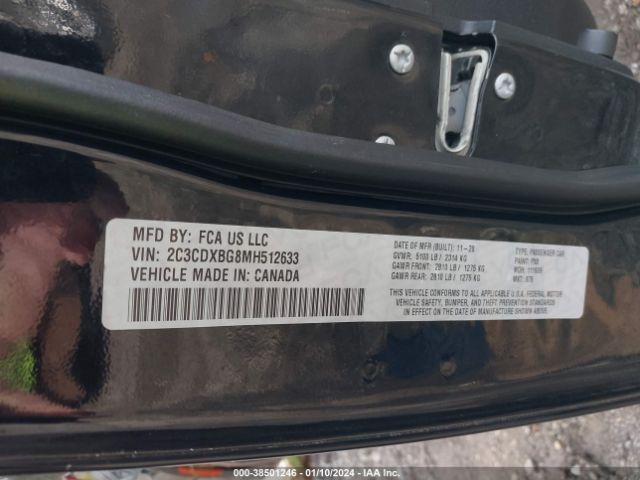 MFD BY: FCA US LLC
VIN: 2C3CDXBG8MH512633
VEHICLE MADE IN CANADA
DATE OF MFR (BUILT): 11-20
GVWR: 5103 LB / 2314 KG
GAWR FRONT: 2810 LB / 1275 KG
GAWR REAR: 2810 LB / 1275 KG
TYPE: PASSENGER CAR
PAINT:
MDH:
THIS VEHICLE CONFORMS TO ALL APPLICABLE U.S.A. FEDERAL MOTOR
VEHICLE SAFETY, BUMPER, AND THEFT PREVENTION STANDARDS
IN EFFECT ON THE DATE OF MANUFACTURE SHOWN ABOVE.
000-38501246 - 01/10/2024 - IAA Inc.